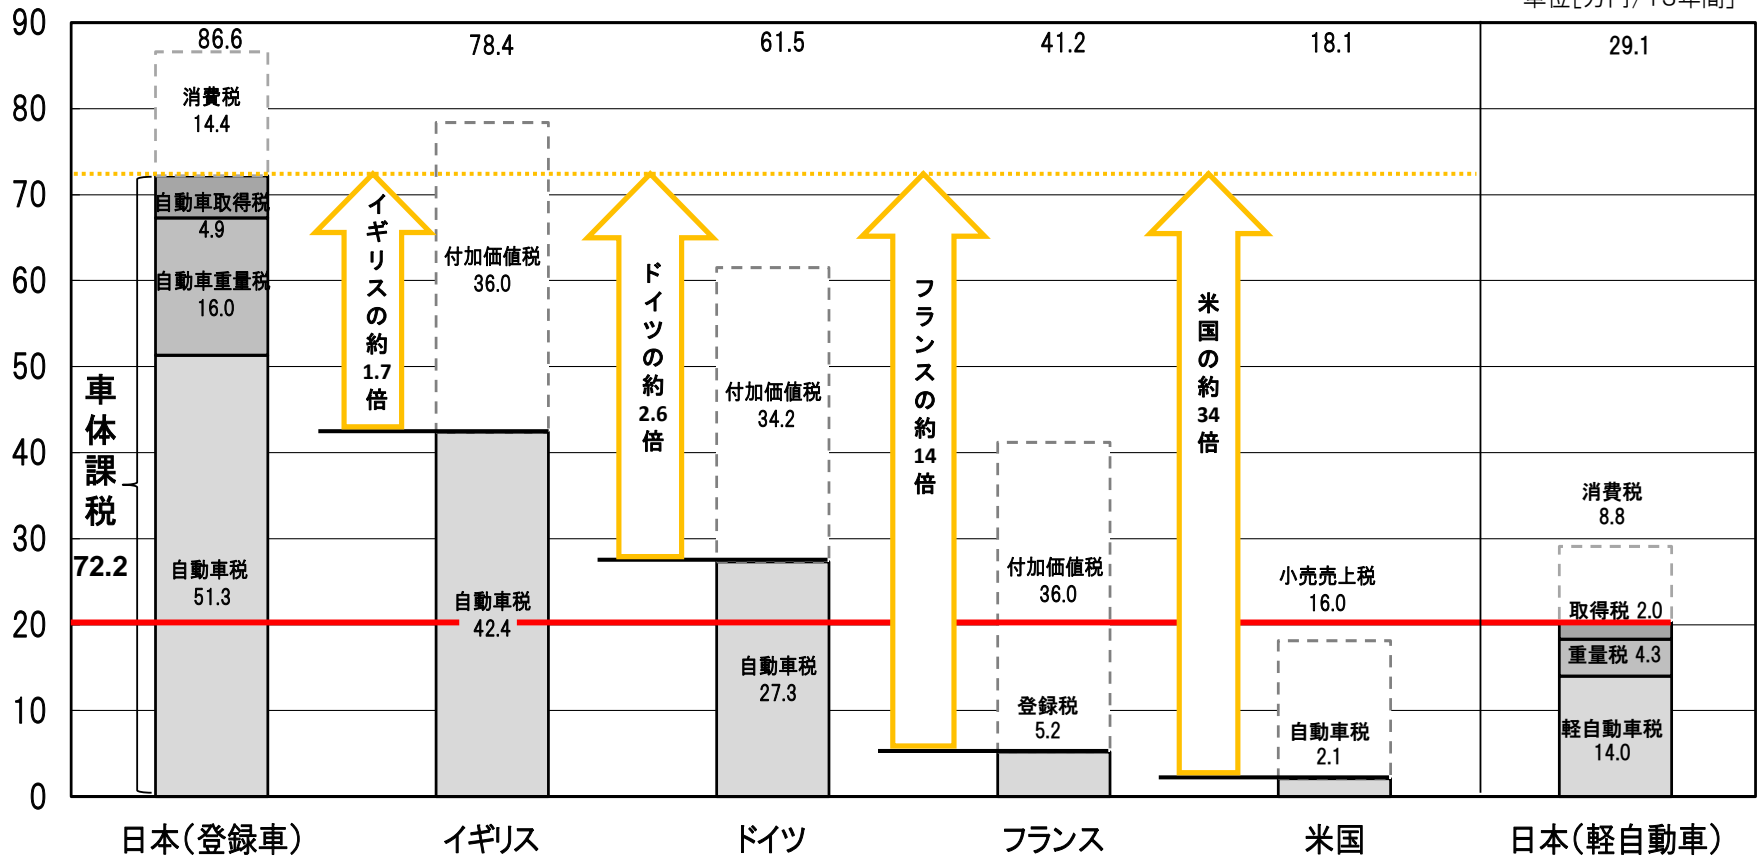 90
80
70
60
50
40
30
20
10
0
86.6
78.4
61.5
41.2
18.1
29.1
消費税
14.4
自動車取得税
4.9
自動車重量税
16.0
自動車税
51.3
車体課税
72.2
イギリスの約1.7倍
付加価値税
36.0
自動車税
42.4
ドイツの約2.6倍
付加価値税
34.2
自動車税
27.3
フランスの約14倍
付加価値税
36.0
登録税
5.2
米国の約34倍
小売売上税
16.0
自動車税
2.1
消費税
8.8
取得税 2.0
重量税 4.3
軽自動車税
14.0
日本(登録車)
イギリス
ドイツ
フランス
米国
日本(軽自動車)